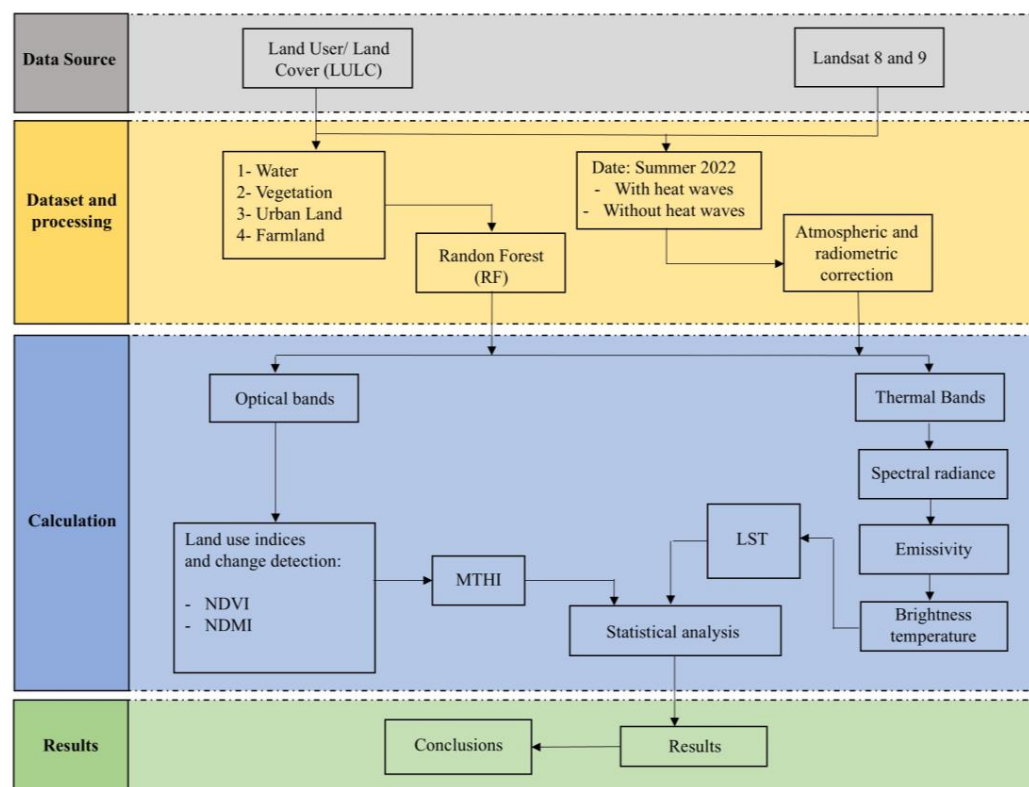 Data Source
Land User/ Land
Cover (LULC)
Landsat 8 and 9
Dataset and
processing
1- Water
2- Vegetation
3- Urban Land
4- Farmland
Randon Forest
(RF)
Date: Summer 2022
- With heat waves
- Without heat waves
Atmospheric and
radiometric
correction
Calculation
Optical bands
Thermal Bands
Spectral radiance
Emissivity
Brightness
temperature
LST
Land use indices
and change detection:
- NDVI
- NDMI
MTHI
Statistical analysis
Results
Conclusions
Results